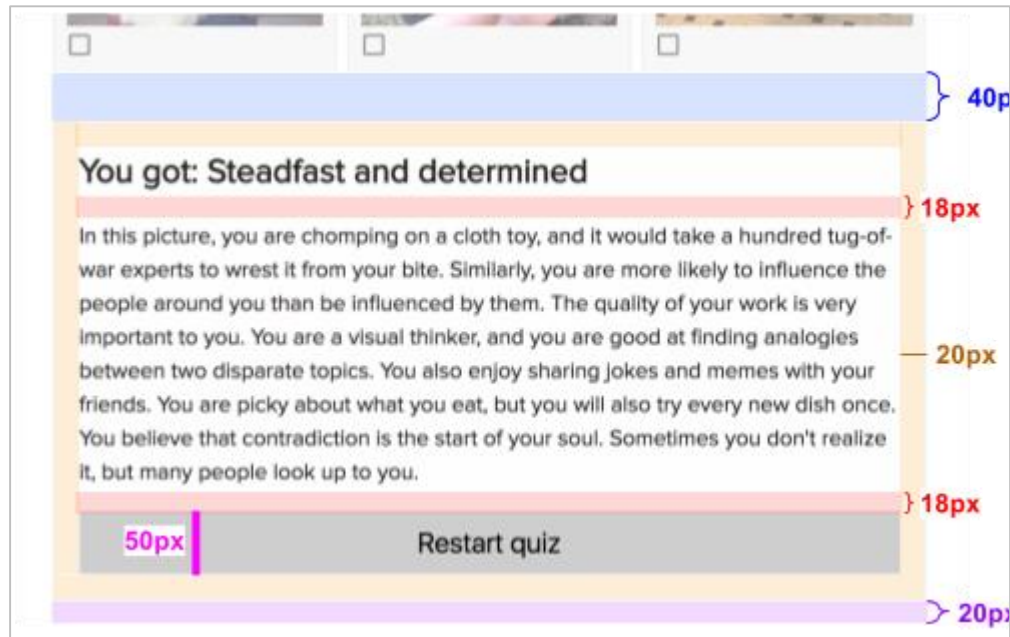 40p
You got: Steadfast and determined
18px
In this picture, you are chomping on a cloth toy, and it would take a hundred tug-of-
war experts to wrest it from your bite. Similarly, you are more likely to influence the
people around you than be influenced by them. The quality of your work is very
important to you. You are a visual thinker, and you are good at finding analogies
20px
between two disparate topics. You also enjoy sharing jokes and memes with your
friends. You are picky about what you eat, but you will also try every new dish once.
You believe that contradiction is the start of your soul. Sometimes you don't realize
it, but many people look up to you.
18px
50px
Restart quiz
20px